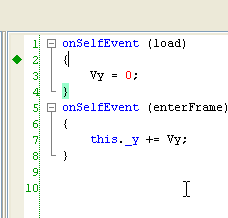 1 onSelfEvent (load)
2 {
3 Vy = 0;
4 }
5 onSelfEvent (enterFrame)
6 {
7 this._y += Vy;
8 }
9
10